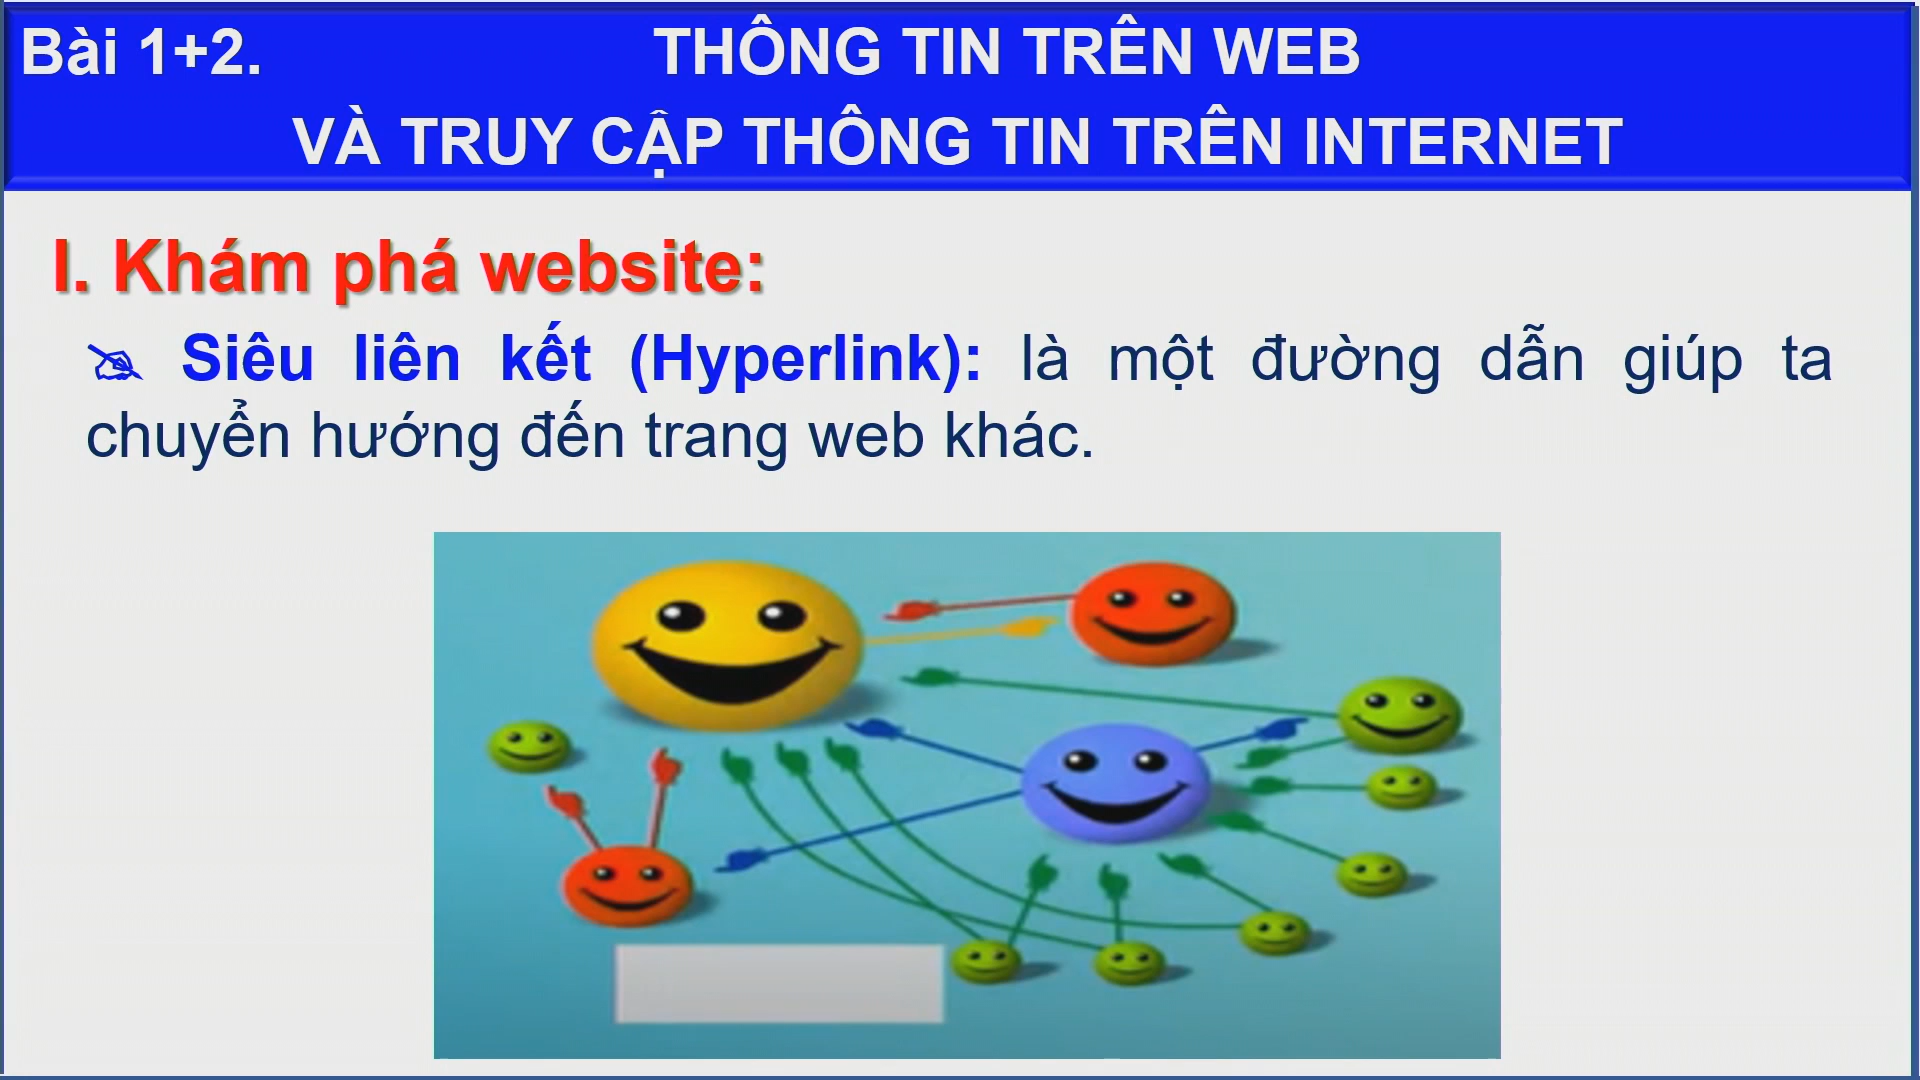 Bài 1+2. THÔNG TIN TRÊN WEB
VÀ TRUY CẬP THÔNG TIN TRÊN INTERNET
I. Khám phá website:
Siêu liên kết (Hyperlink): là một đường dẫn giúp ta
chuyển hướng đến trang web khác.